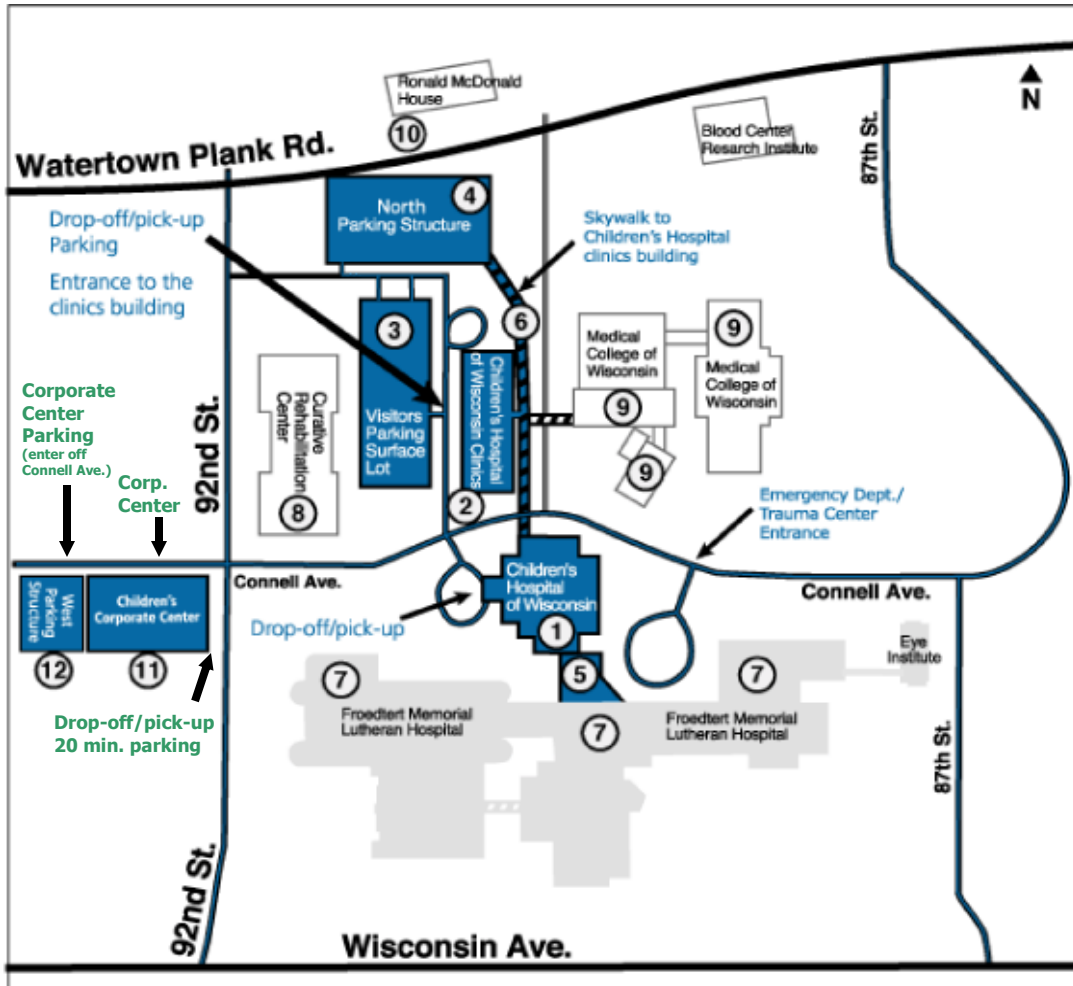 Ronald McDonald
House
10
N
Watertown Plank Rd.
Blood Center
Resarch Institute
87th St.
4
North
Parking Structure
Drop-off/pick-up
Parking
Entrance to the
clinics building
Skywalk to
Children's Hospital
clinics building
3
6
Medical
College of
Wisconsin
9
Medical
College of
Wisconsin
9
9
Children's Hospital
of Wisconsin Clinics
Visitors
Parking
Surface
Lot
Curative
Rehabilitation
Center
8
2
92nd St.
Corporate
Center
Parking
(enter off
Connell Ave.)
Corp.
Center
Emergency Dept./
Trauma Center
Entrance
Connell Ave.
Connell Ave.
West
Parking
Structure
12
Children's
Corporate Center
11
Children's
Hospital
of Wisconsin
1
Drop-off/pick-up
5
Eye
Institute
7
Froedtert Memorial
Lutheran Hospital
7
7
Froedtert Memorial
Lutheran Hospital
Drop-off/pick-up
20 min. parking
87th St.
92nd St.
Wisconsin Ave.